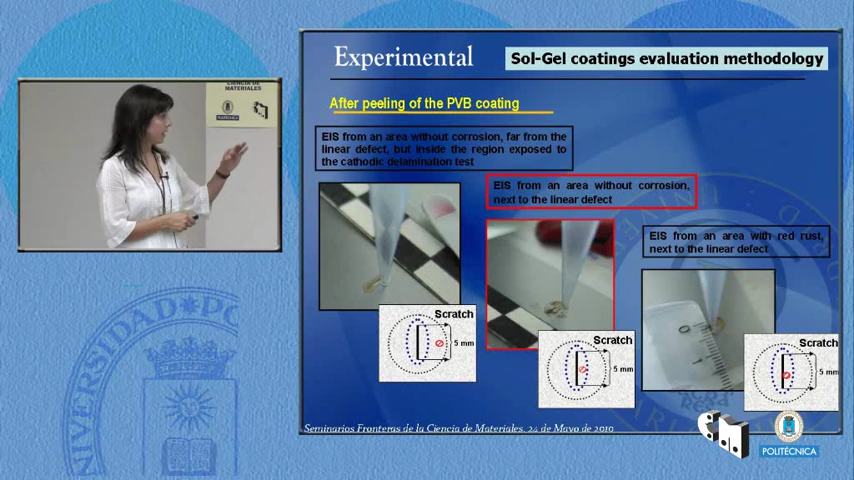 CIENCIA DE
MATERIALES
POLITÉCNICA
Experimental
Sol-Gel coatings evaluation methodology
After peeling of the PVB coating
EIS from an area without corrosion, far from the
linear defect, but inside the region exposed to
the cathodic delamination test
EIS from an area without corrosion,
next to the linear defect
EIS from an area with red rust,
next to the linear defect
Scratch
5 mm
Scratch
5 mm
Scratch
5 mm
Seminarios Fronteras de la Ciencia de Materiales, 24 de Mayo de 2010
POLITÉCNICA